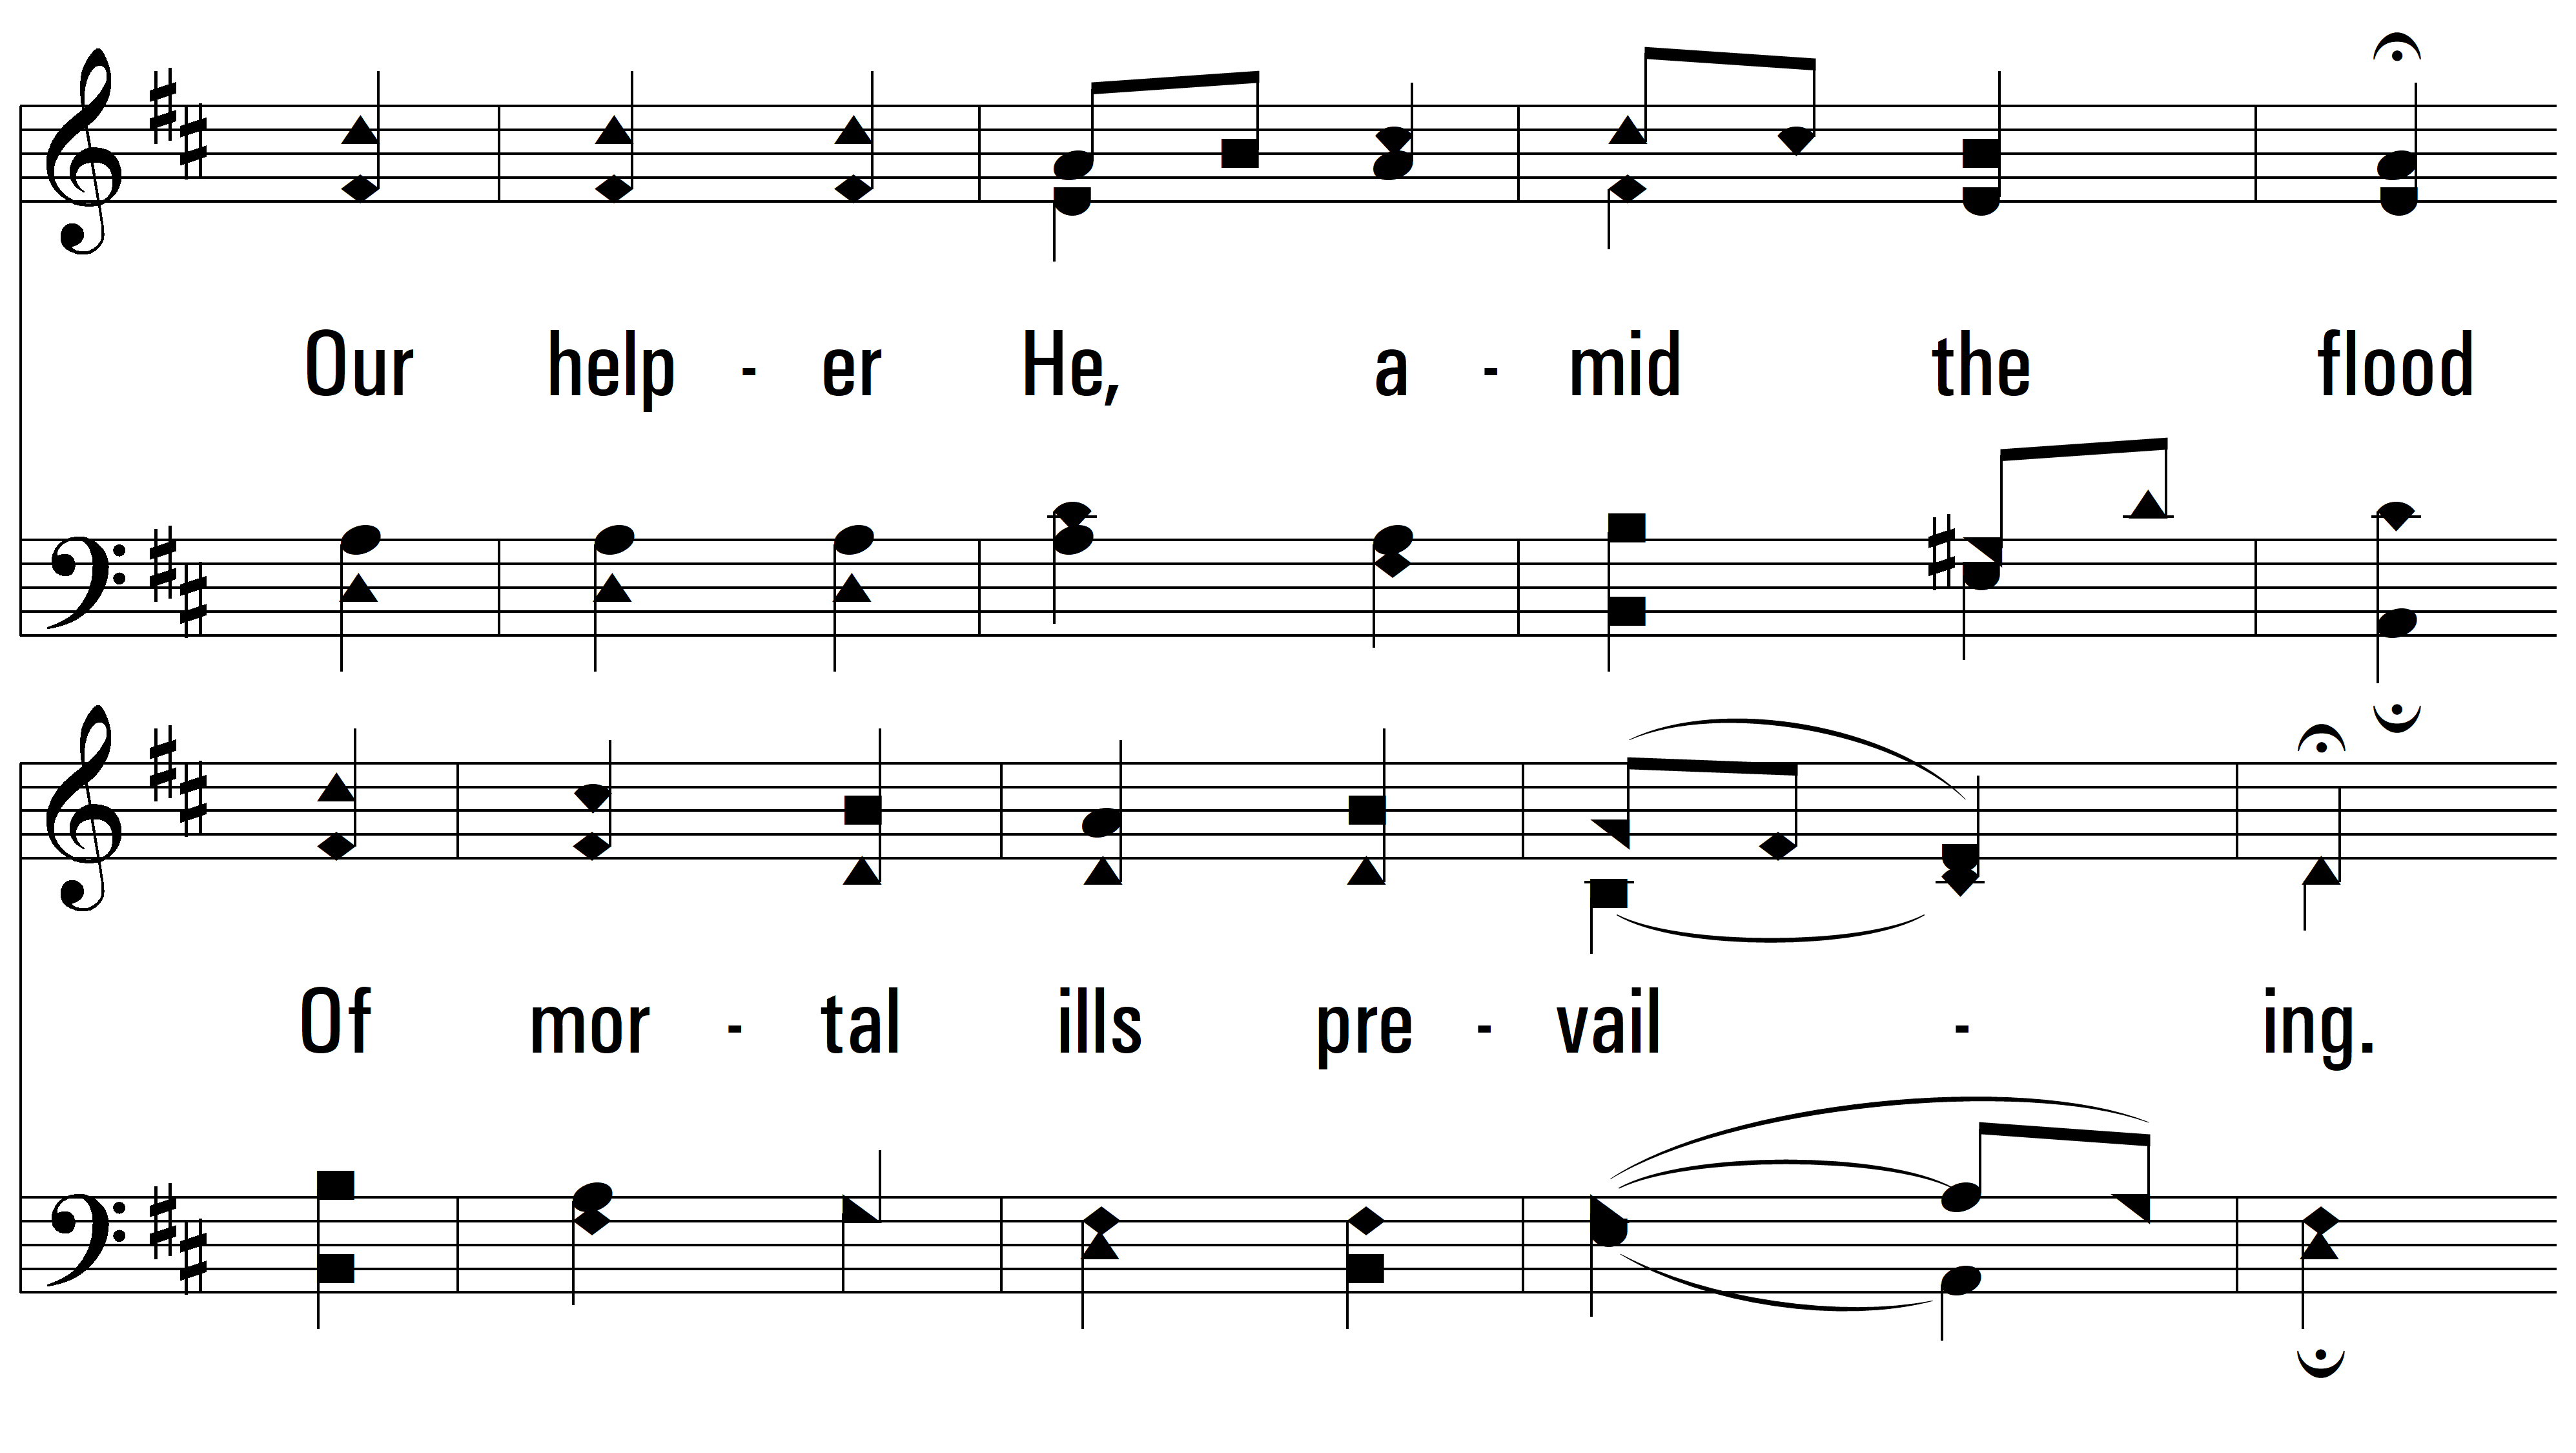 Our help - er He, a - mid the flood
Of mor - tal ills pre - vail - ing.